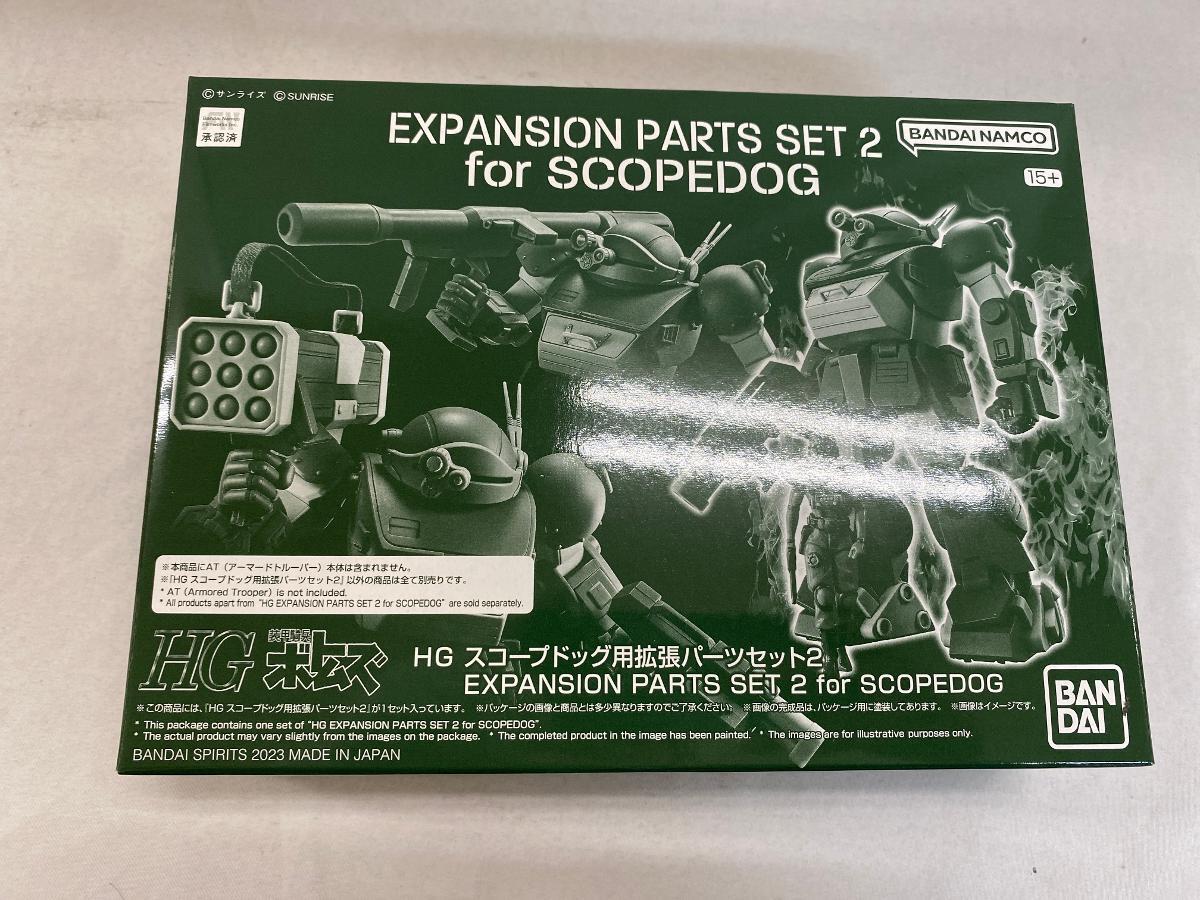 ©サンライズ ©SUNRISE
Bandai Namco
Filmworks Inc.
承認済
EXPANSION PARTS SET 2
for SCOPEDOG
BANDAI NAMCO
15+
※本商品にAT（アーマードトルーパー）本体は含まれません。
※『HG スコープドッグ用拡張パーツセット2』以外の商品は全て別売りです。
* AT (Armored Trooper) is not included.
* All products apart from "HG EXPANSION PARTS SET 2 for SCOPEDOG" are sold separately.
HG 装甲騎兵
ボトムズ
HG スコープドッグ用拡張パーツセット2
EXPANSION PARTS SET 2 for SCOPEDOG
※この商品には、『HG スコープドッグ用拡張パーツセット2』が1セット入っています。 ※パッケージの画像と商品とは多少異なりますのでご了承ください。 ※画像の完成品は、パッケージ用に塗装してあります。 ※画像はイメージです。
* This package contains one set of "HG EXPANSION PARTS SET 2 for SCOPEDOG".
* The actual product may vary slightly from the images on the package. * The completed product in the image has been painted. * The images are for illustrative purposes only.
BANDAI SPIRITS 2023 MADE IN JAPAN
BAN
DAI